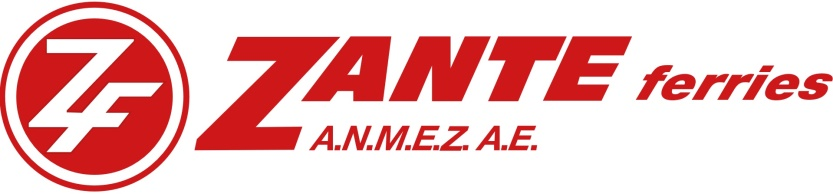 ZF
ZANTE ferries
A.N.M.E.Z. A.E.